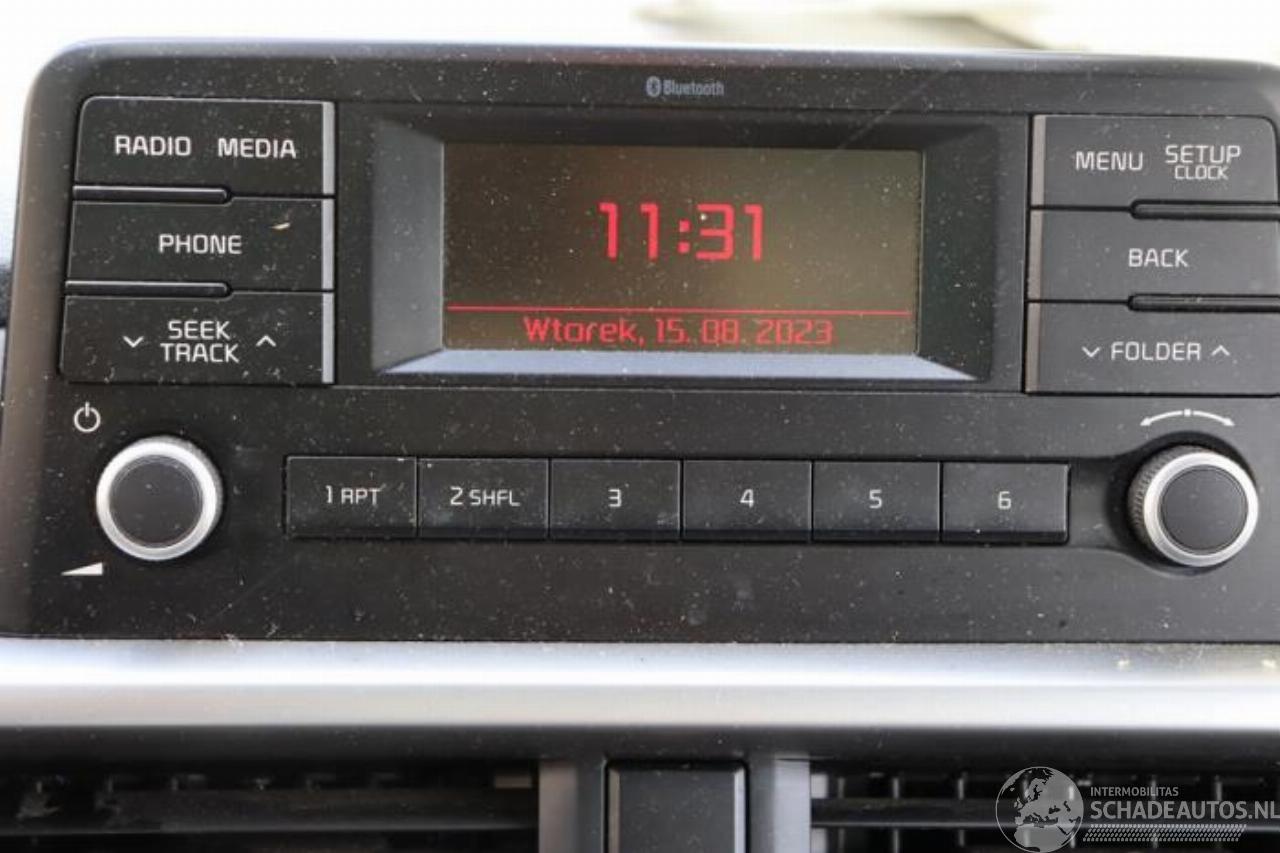 Bluetooth
RADIO MEDIA
MENU SETUP
CLOCK
11:31
PHONE
BACK
SEEK
TRACK
Wtorek, 15. 08. 2023
FOLDER
1 RPT
2 SHFL
3
4
5
6
INTERMOBILITAS
SCHADEAUTOS.NL